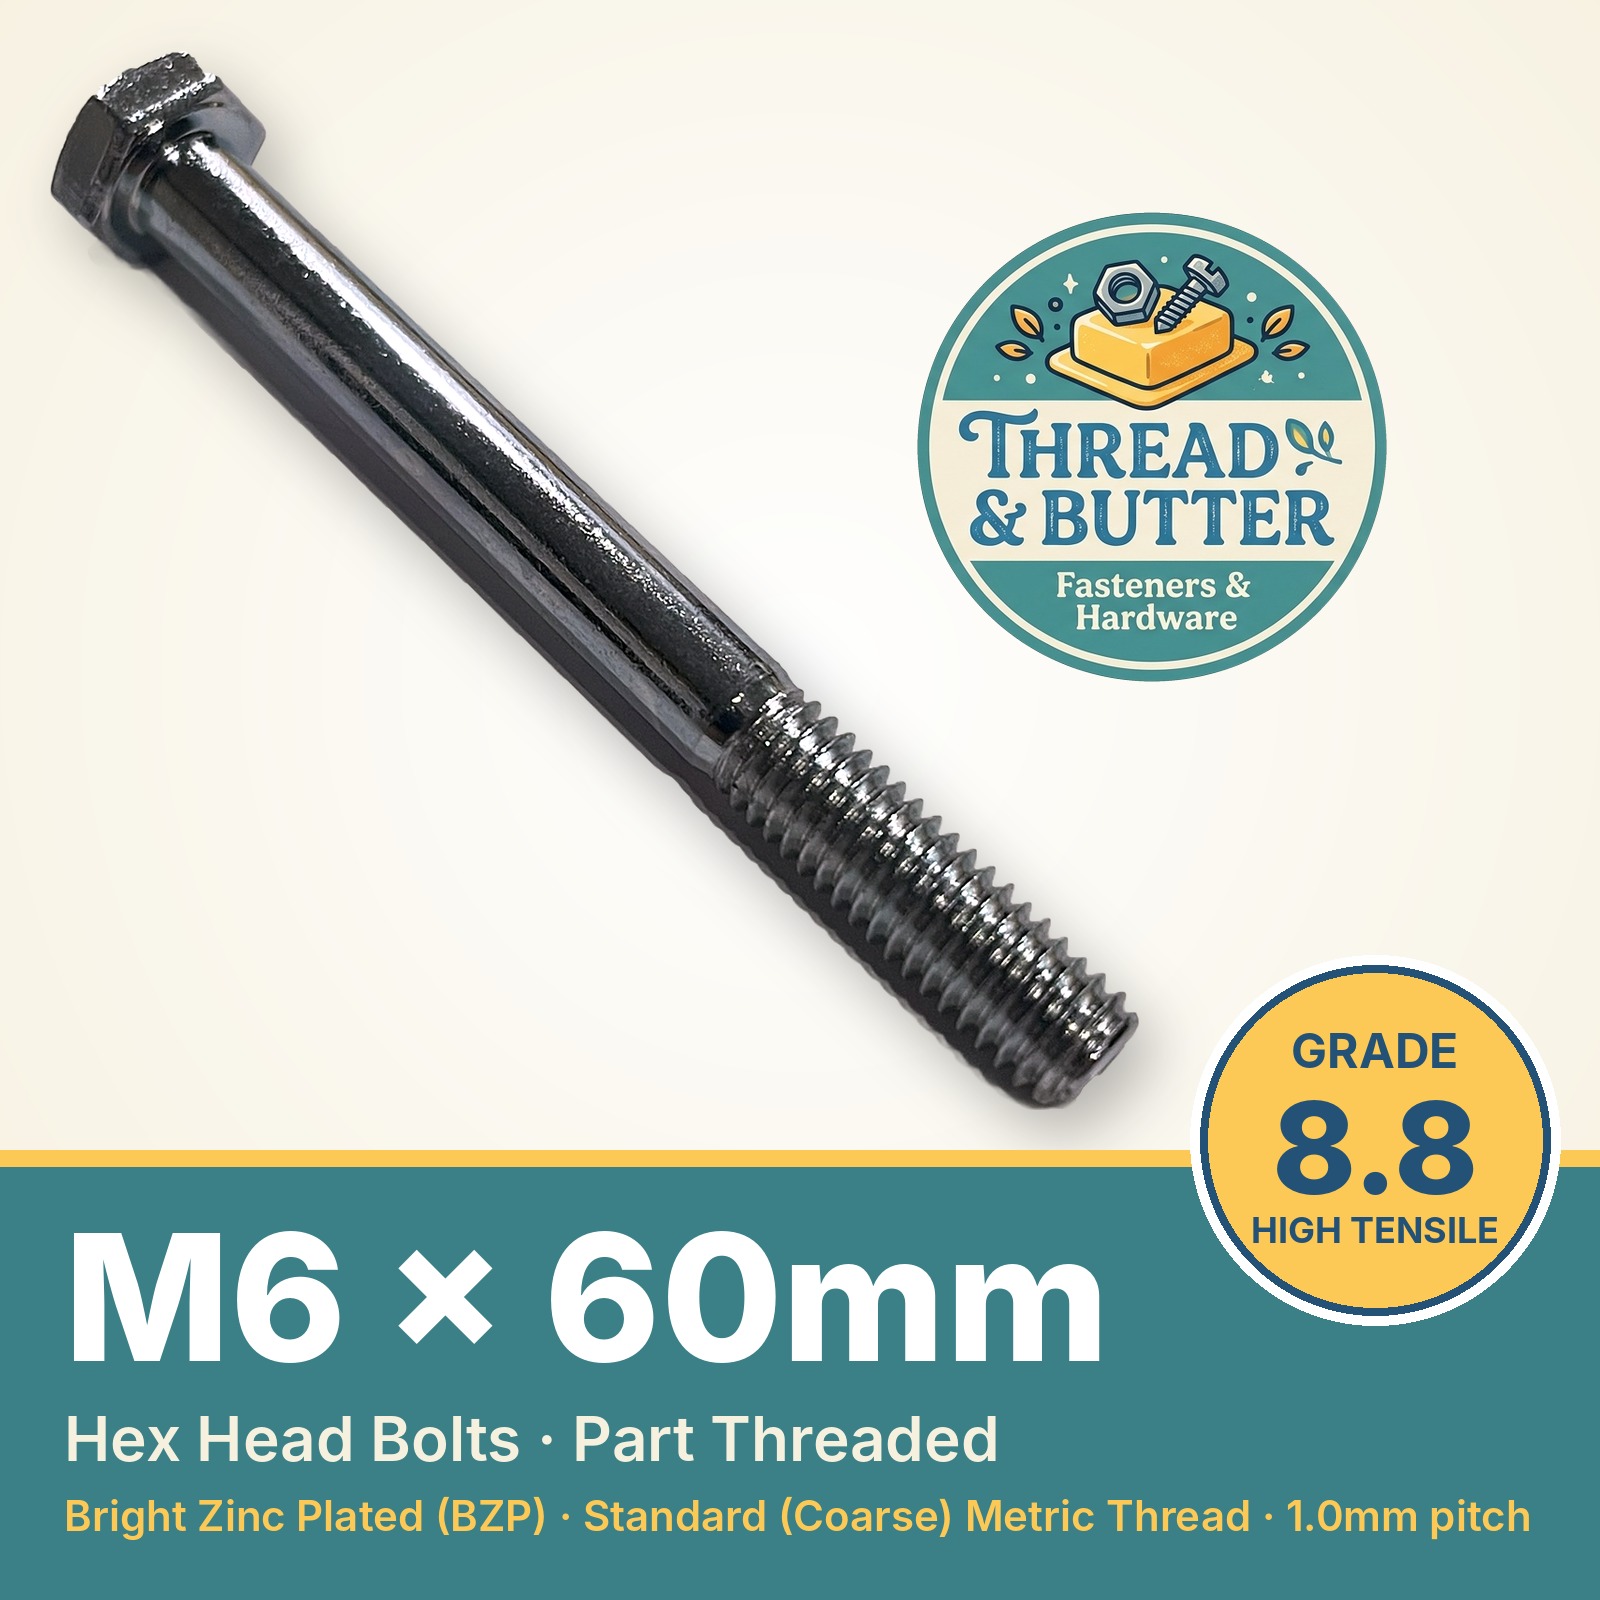 THREAD
& BUTTER
Fasteners &
Hardware
GRADE
8.8
HIGH TENSILE
M6 × 60mm
Hex Head Bolts · Part Threaded
Bright Zinc Plated (BZP) · Standard (Coarse) Metric Thread · 1.0mm pitch